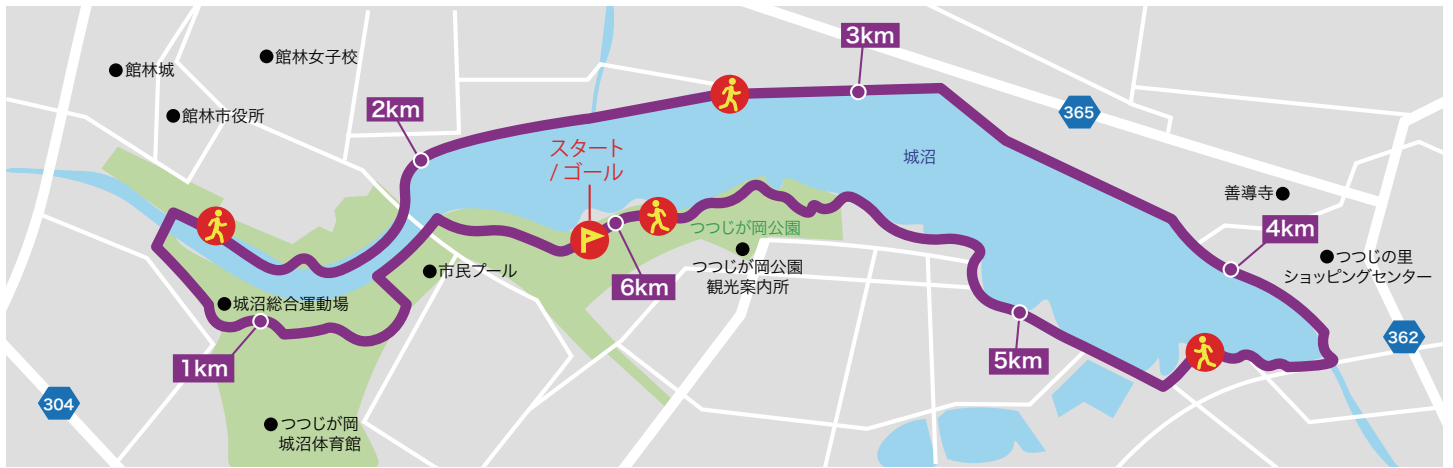 館林女子校
館林城
館林市役所
2km
3km
365
スタート
/ ゴール
城沼
善導寺
4km
つつじの里
ショッピングセンター
つつじが岡公園
つつじが岡公園
観光案内所
市民プール
6km
城沼総合運動場
1km
5km
362
304
つつじが岡
城沼体育館